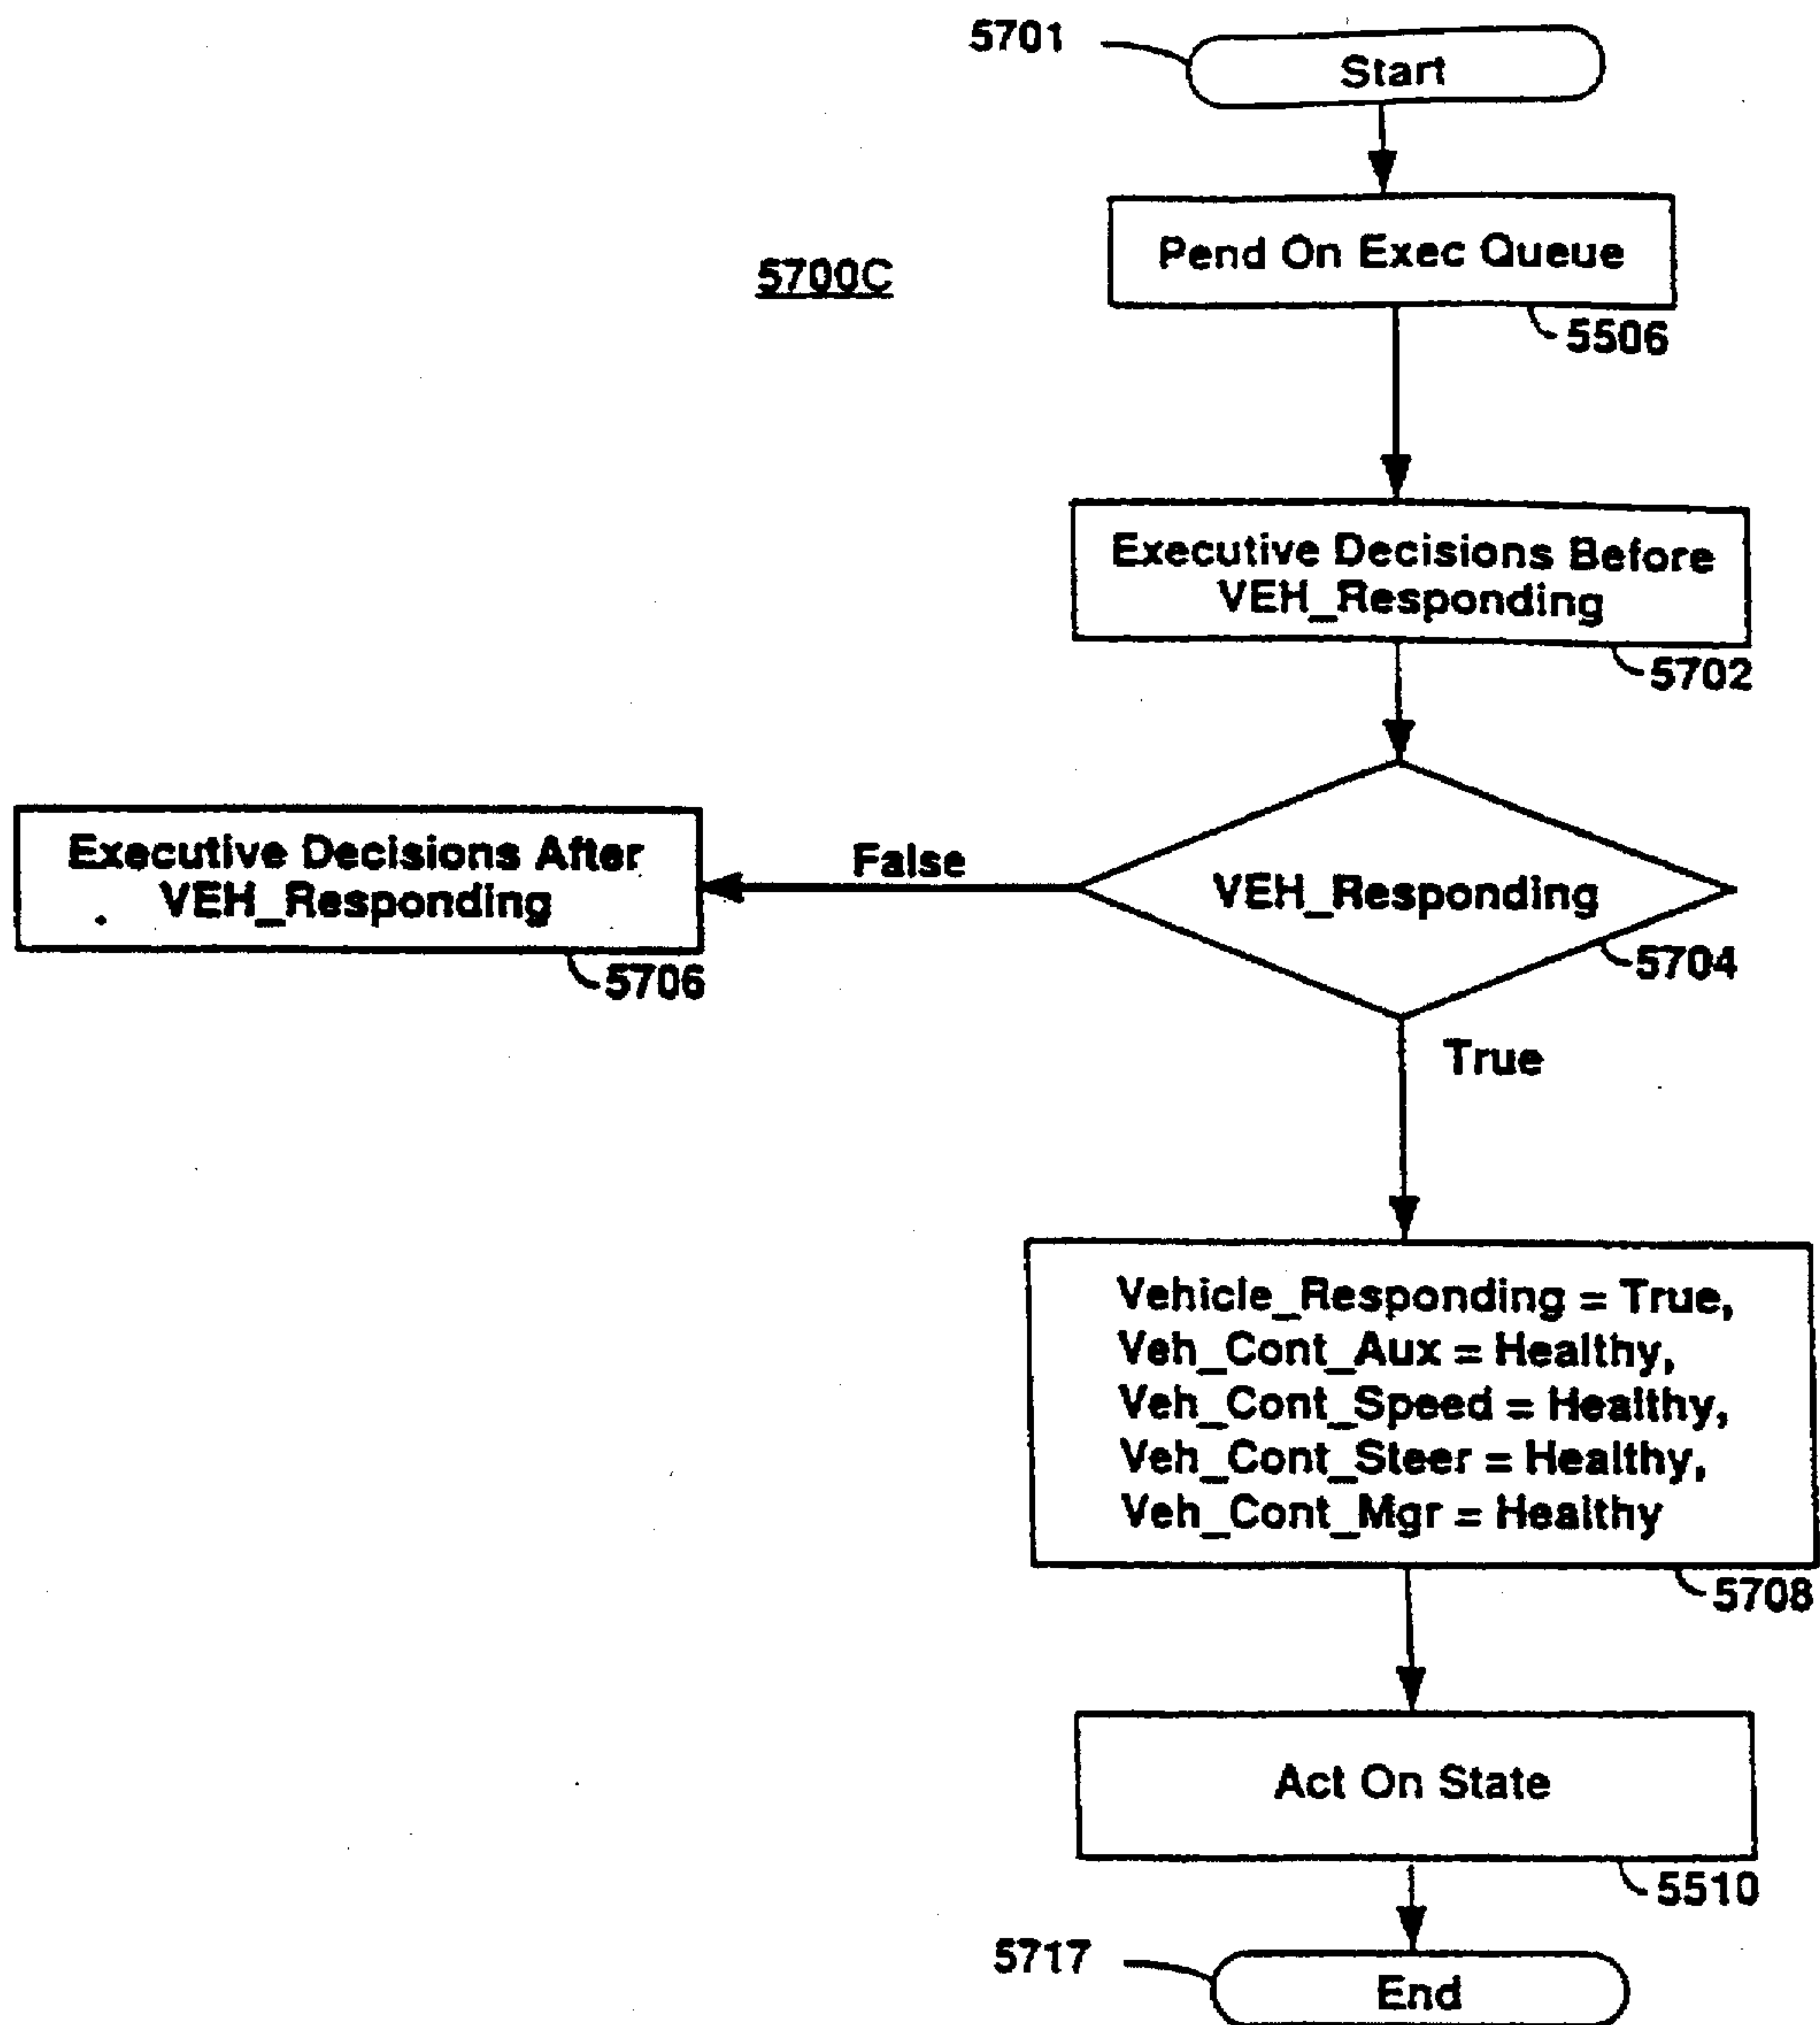 5701
Start
Pend On Exec Queue
5700C
5506
Executive Decisions Before
VEH_Responding
5702
Executive Decisions After
VEH_Responding
5706
False
VEH_Responding
5704
True
Vehicle_Responding = True,
Veh_Cont_Aux = Healthy,
Veh_Cont_Speed = Healthy,
Veh_Cont_Steer = Healthy,
Veh_Cont_Mgr = Healthy
5708
Act On State
5510
5717
End